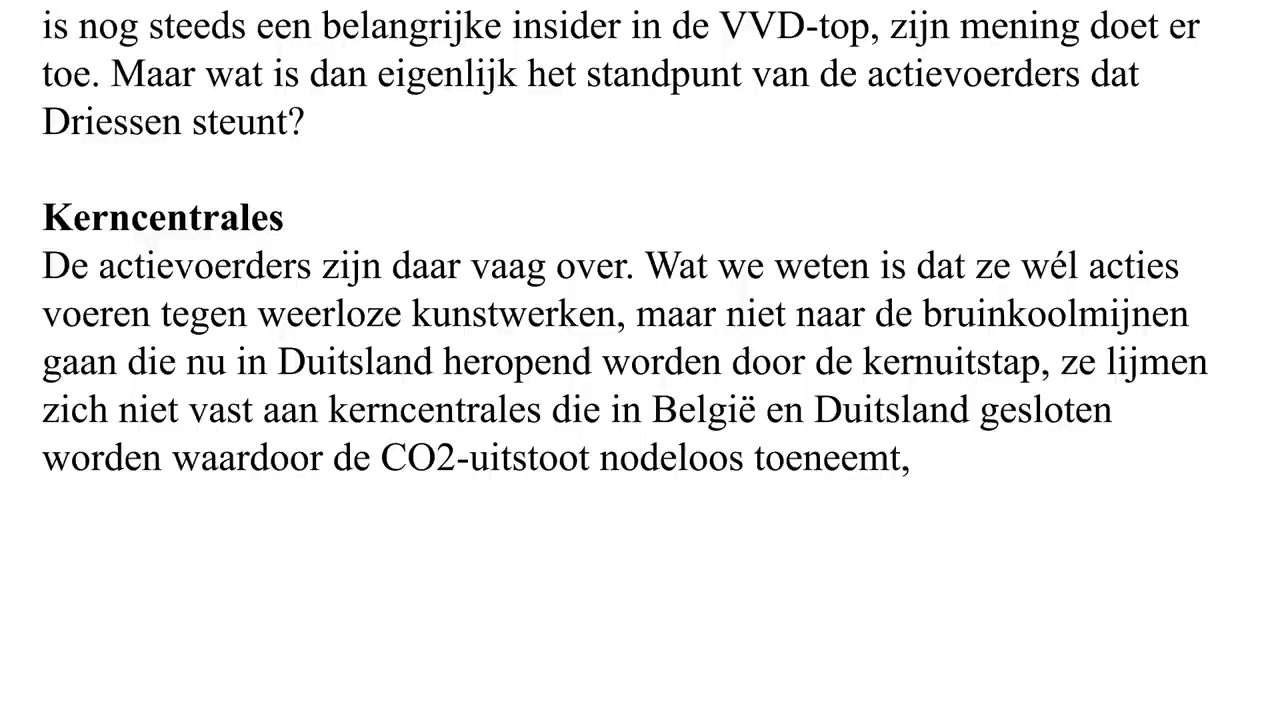 is nog steeds een belangrijke insider in de VVD-top, zijn mening doet er
toe. Maar wat is dan eigenlijk het standpunt van de actievoerders dat
Driessen steunt?
Kerncentrales
De actievoerders zijn daar vaag over. Wat we weten is dat ze wél acties
voeren tegen weerloze kunstwerken, maar niet naar de bruinkoolmijnen
gaan die nu in Duitsland heropend worden door de kernuitstap, ze lijmen
zich niet vast aan kerncentrales die in België en Duitsland gesloten
worden waardoor de CO2-uitstoot nodeloos toeneemt,